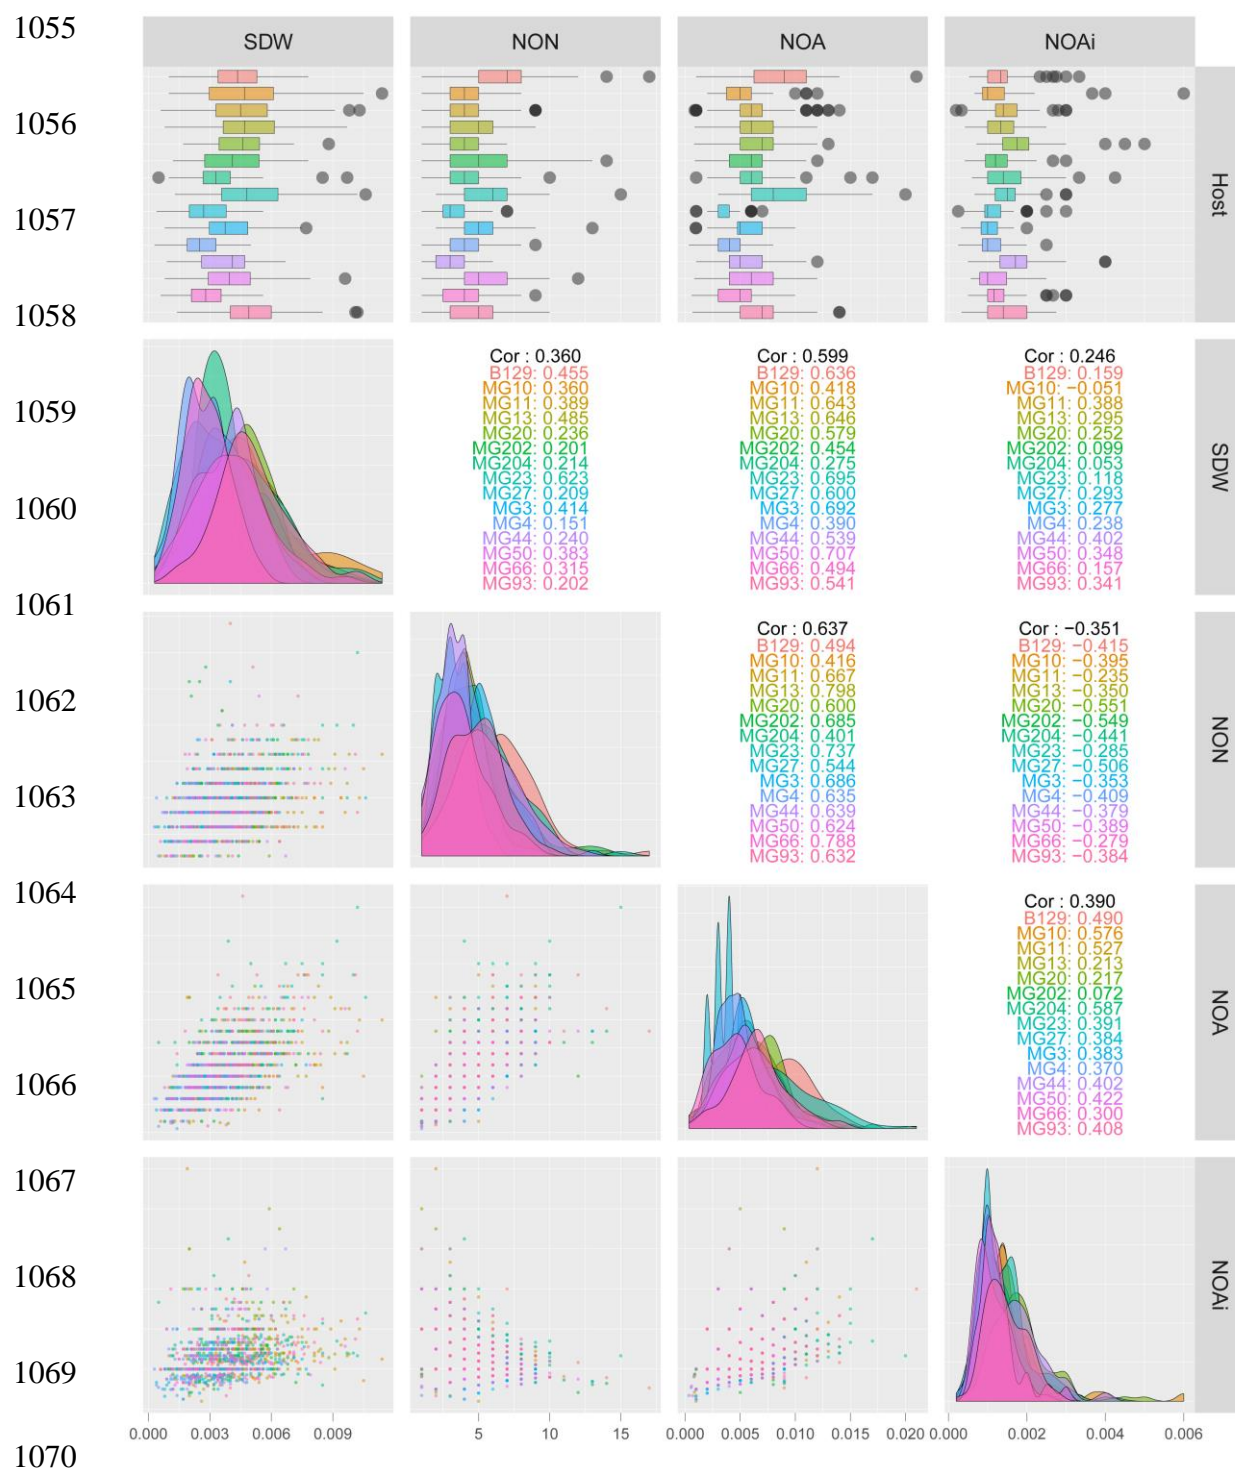 1055
SDW NON NOA NOAi
1056
Host
1057
1058
Cor : 0.360 Cor : 0.599 Cor : 0.246
B129: 0.455 B129: 0.636 B129: 0.159
MG10: 0.360 MG10: 0.418 MG10: −0.051
1059
MG11: 0.389 MG11: 0.643 MG11: 0.388
MG13: 0.485 MG13: 0.646 MG13: 0.295
MG20: 0.236 MG20: 0.579 MG20: 0.252
MG202: 0.201 MG202: 0.454 MG202: 0.099
MG204: 0.214 MG204: 0.275 MG204: 0.053
SDW
MG23: 0.623 MG23: 0.695 MG23: 0.118
MG27: 0.209 MG27: 0.600 MG27: 0.293
1060
MG3: 0.414 MG3: 0.692 MG3: 0.277
MG4: 0.151 MG4: 0.390 MG4: 0.238
MG44: 0.240 MG44: 0.539 MG44: 0.402
MG50: 0.383 MG50: 0.707 MG50: 0.348
MG66: 0.315 MG66: 0.494 MG66: 0.157
MG93: 0.202 MG93: 0.541 MG93: 0.341
1061
Cor : 0.637 Cor : −0.351
B129: 0.494 B129: −0.415
MG10: 0.416 MG10: −0.395
MG11: 0.667 MG11: −0.235
MG13: 0.798 MG13: −0.350
1062
MG20: 0.600 MG20: −0.551
MG202: 0.685 MG202: −0.549
MG204: 0.401 MG204: −0.441
NON
MG23: 0.737 MG23: −0.285
MG27: 0.544 MG27: −0.506
MG3: 0.686 MG3: −0.353
1063
MG4: 0.635 MG4: −0.409
MG44: 0.639 MG44: −0.379
MG50: 0.624 MG50: −0.389
MG66: 0.788 MG66: −0.279
MG93: 0.632 MG93: −0.384
1064
Cor : 0.390
B129: 0.490
MG10: 0.576
MG11: 0.527
MG13: 0.213
MG20: 0.217
1065
MG202: 0.072
MG204: 0.587
NOA
MG23: 0.391
MG27: 0.384
MG3: 0.383
MG4: 0.370
1066
MG44: 0.402
MG50: 0.422
MG66: 0.300
MG93: 0.408
1067
1068
NOAi
1069
0.000 0.003 0.006 0.009 5 10 15 0.000 0.005 0.010 0.015 0.020 0.000 0.002 0.004 0.006
1070